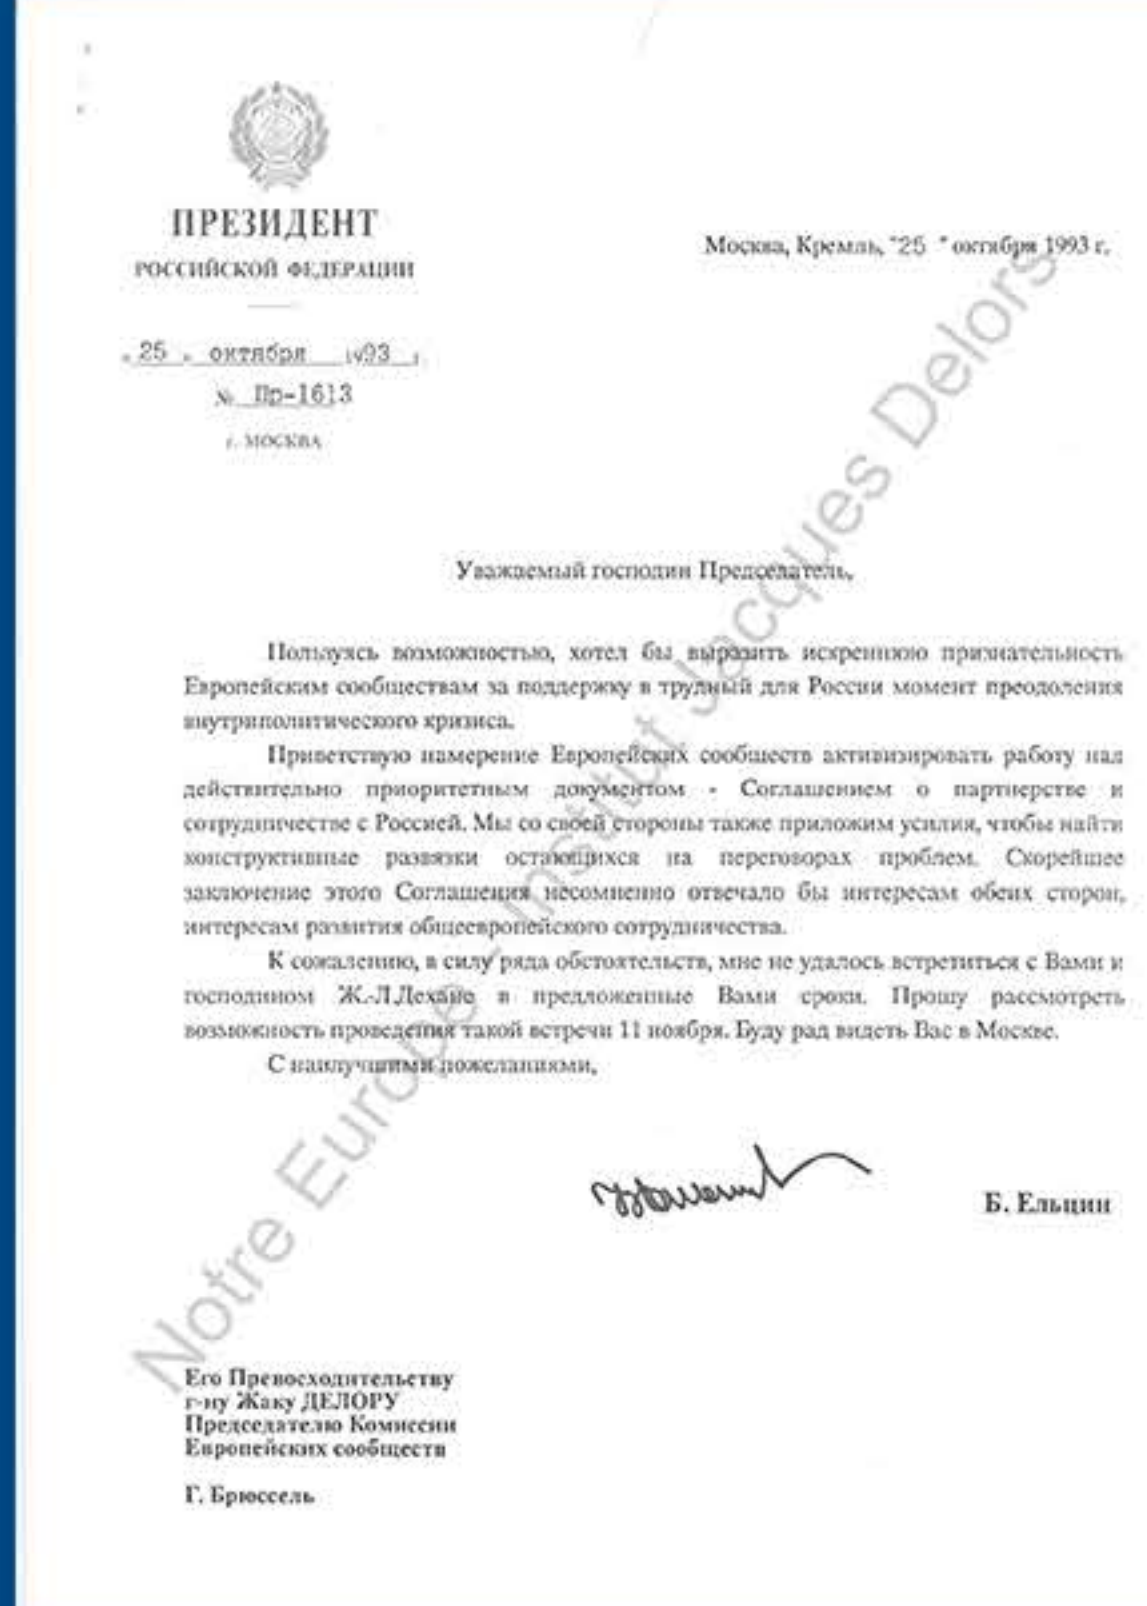 ПРЕЗИДЕНТ
РОССИЙСКОЙ ФЕДЕРАЦИИ
Москва, Кремль, "25 " октября 1993 г.
" 25 " октября 1993 г.
№ Пр-1613
г. МОСКВА
Уважаемый господин Председатель,
Пользуясь возможностью, хотел бы выразить искреннюю признательность
Европейским сообществам за поддержку в трудный для России момент преодоления
внутриполитического кризиса.
Приветствую намерение Европейских сообществ активизировать работу над
действительно приоритетным документом - Соглашением о партнерстве и
сотрудничестве с Россией. Мы со своей стороны также приложим усилия, чтобы найти
конструктивные развязки остающихся на переговорах проблем. Скорейшее
заключение этого Соглашения несомненно отвечало бы интересам обеих сторон,
интересам развития общеевропейского сотрудничества.
К сожалению, в силу ряда обстоятельств, мне не удалось встретиться с Вами и
господином Ж.-Л.Дехане в предложенные Вами сроки. Прошу рассмотреть
возможность проведения такой встречи 11 ноября. Буду рад видеть Вас в Москве.
С наилучшими пожеланиями,
Б. Ельцин
Его Превосходительству
г-ну Жаку ДЕЛОРУ
Председателю Комиссии
Европейских сообществ
Г. Брюссель
Notre Europe - Institut Jacques Delors